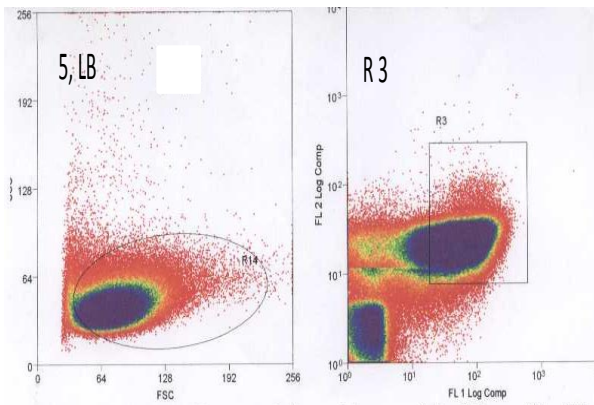 5, LB
256
192
128
64
0
0 64 128 192 256
FSC
R14
R 3
FL 2 Log Comp
10³
10²
10¹
10⁰
R3
10⁰ 10¹ 10² 10³
FL 1 Log Comp